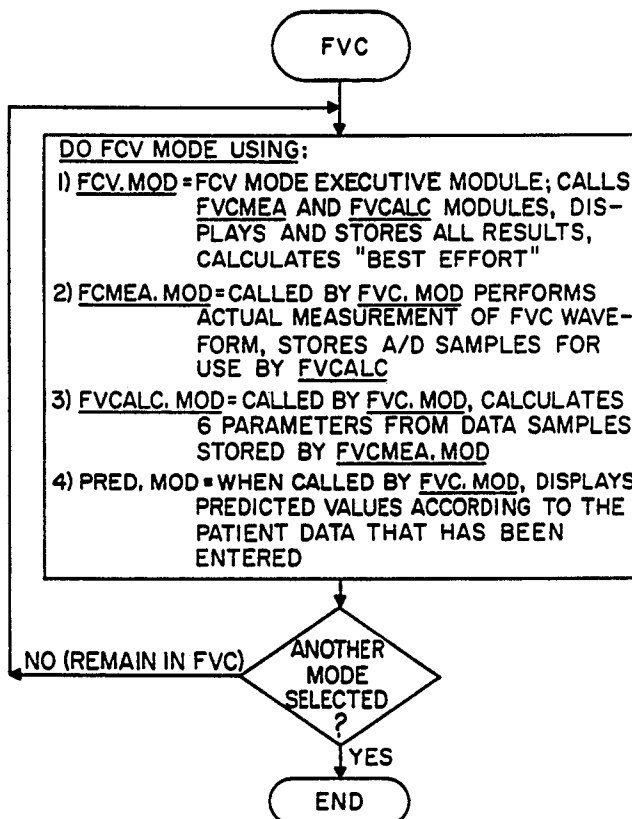 FVC
DO FCV MODE USING:
1) FCV.MOD=FCV MODE EXECUTIVE MODULE; CALLS
FVCMEA AND FVCALC MODULES, DIS-
PLAYS AND STORES ALL RESULTS,
CALCULATES "BEST EFFORT"
2) FCMEA.MOD=CALLED BY FVC.MOD PERFORMS
ACTUAL MEASUREMENT OF FVC WAVE-
FORM, STORES A/D SAMPLES FOR
USE BY FVCALC
3) FVCALC.MOD=CALLED BY FVC.MOD, CALCULATES
6 PARAMETERS FROM DATA SAMPLES
STORED BY FVCMEA.MOD
4) PRED.MOD=WHEN CALLED BY FVC.MOD, DISPLAYS
PREDICTED VALUES ACCORDING TO THE
PATIENT DATA THAT HAS BEEN
ENTERED
NO (REMAIN IN FVC)
ANOTHER
MODE
SELECTED
?
YES
END